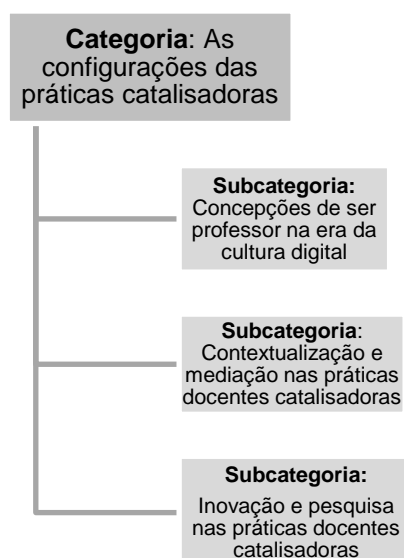 Categoria: As
configurações das
práticas catalisadoras
Subcategoria:
Concepções de ser
professor na era da
cultura digital
Subcategoria:
Contextualização e
mediação nas práticas
docentes catalisadoras
Subcategoria:
Inovação e pesquisa
nas práticas docentes
catalisadoras